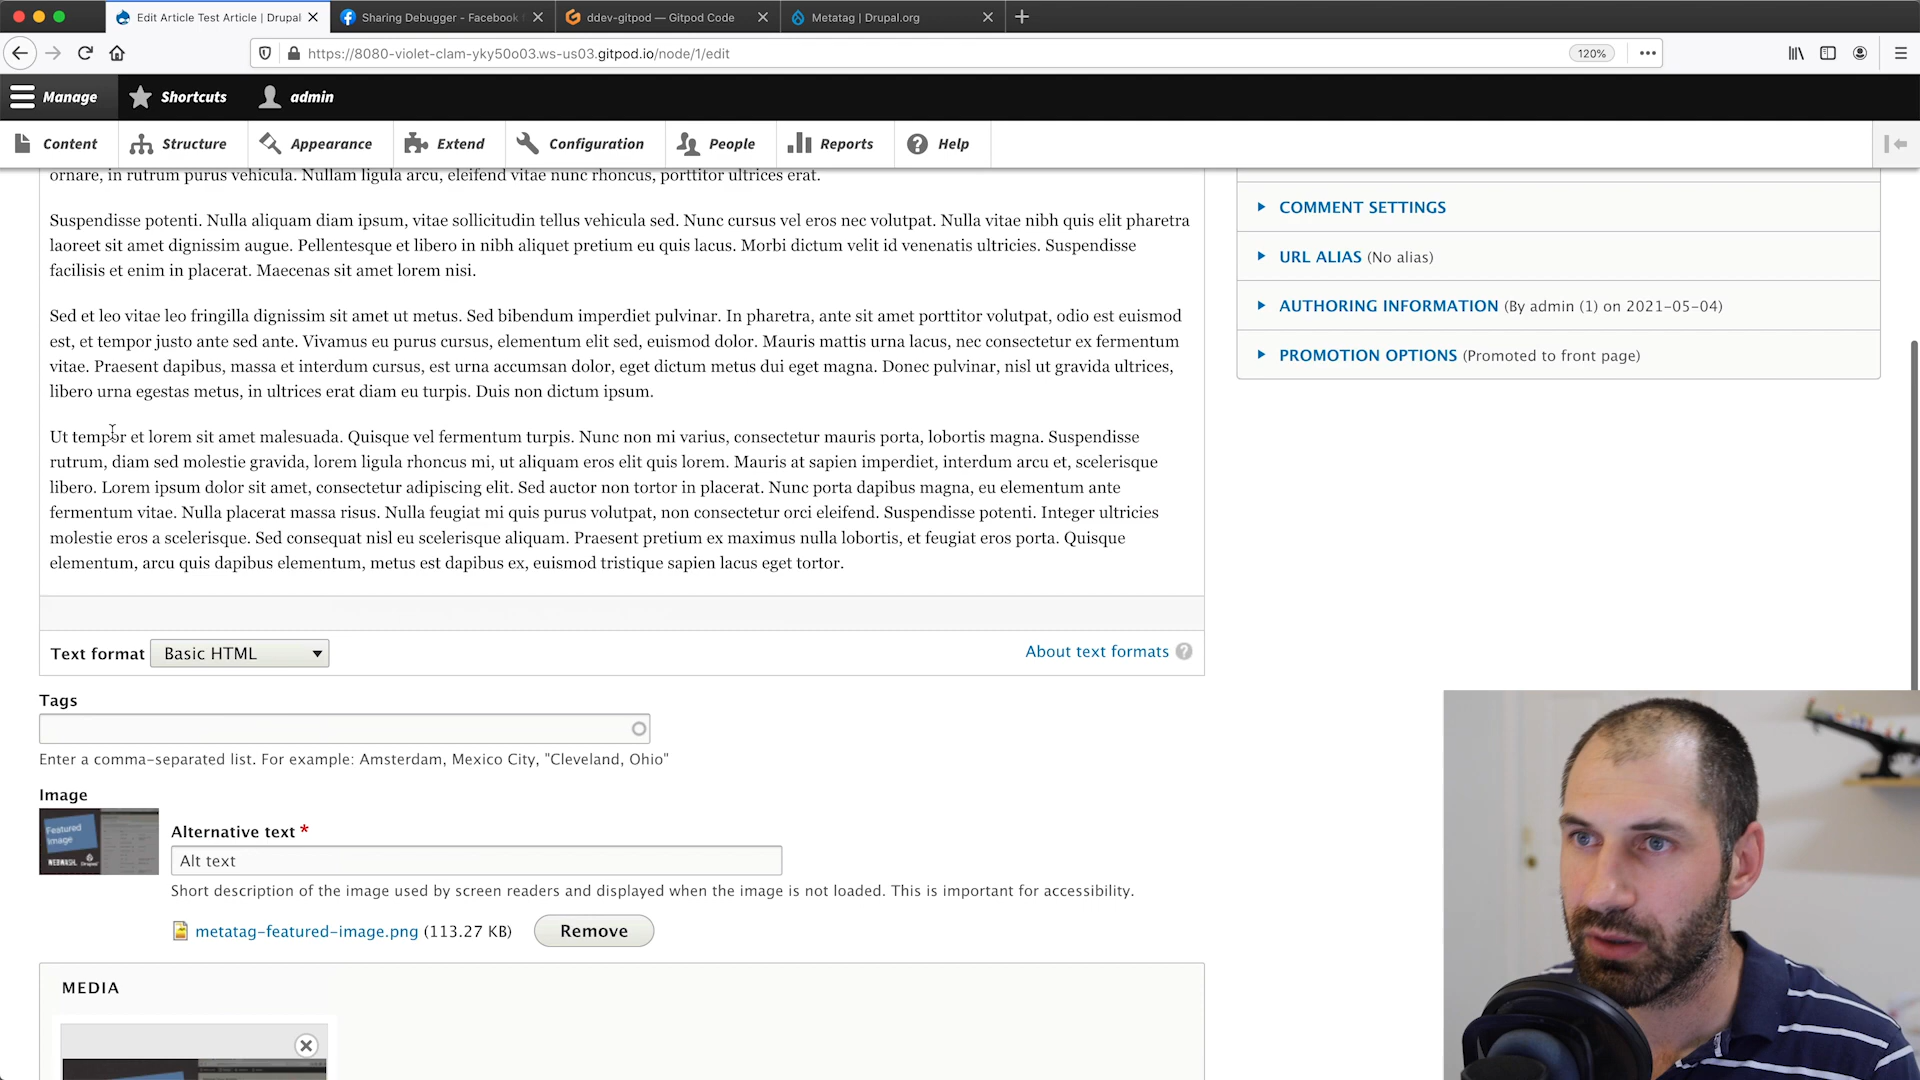 Edit Article Test Article | Drupal
Sharing Debugger - Facebook
ddev-gitpod — Gitpod Code
Metatag | Drupal.org
https://8080-violet-clam-yky50o03.ws-us03.gitpod.io/node/1/edit
120%
Manage
Shortcuts
admin
Content
Structure
Appearance
Extend
Configuration
People
Reports
Help
ornare, in rutrum purus vehicula. Nullam ligula arcu, eleifend vitae nunc rhoncus, porttitor ultrices erat.
Suspendisse potenti. Nulla aliquam diam ipsum, vitae sollicitudin tellus vehicula sed. Nunc cursus vel eros nec volutpat. Nulla vitae nibh quis elit pharetra
laoreet sit amet dignissim augue. Pellentesque et libero in nibh aliquet pretium eu quis lacus. Morbi dictum velit id venenatis ultricies. Suspendisse
facilisis et enim in placerat. Maecenas sit amet lorem nisi.
Sed et leo vitae leo fringilla dignissim sit amet ut metus. Sed bibendum imperdiet pulvinar. In pharetra, ante sit amet porttitor volutpat, odio est euismod
est, et tempor justo ante sed ante. Vivamus eu purus cursus, elementum elit sed, euismod dolor. Mauris mattis urna lacus, nec consectetur ex fermentum
vitae. Praesent dapibus, massa et interdum cursus, est urna accumsan dolor, eget dictum metus dui eget magna. Donec pulvinar, nisl ut gravida ultrices,
libero urna egestas metus, in ultrices erat diam eu turpis. Duis non dictum ipsum.
Ut tempor et lorem sit amet malesuada. Quisque vel fermentum turpis. Nunc non mi varius, consectetur mauris porta, lobortis magna. Suspendisse
rutrum, diam sed molestie gravida, lorem ligula rhoncus mi, ut aliquam eros elit quis lorem. Mauris at sapien imperdiet, interdum arcu et, scelerisque
libero. Lorem ipsum dolor sit amet, consectetur adipiscing elit. Sed auctor non tortor in placerat. Nunc porta dapibus magna, eu elementum ante
fermentum vitae. Nulla placerat massa risus. Nulla feugiat mi quis purus volutpat, non consectetur orci eleifend. Suspendisse potenti. Integer ultricies
molestie eros a scelerisque. Sed consequat nisl eu scelerisque aliquam. Praesent pretium ex maximus nulla lobortis, et feugiat eros porta. Quisque
elementum, arcu quis dapibus elementum, metus est dapibus ex, euismod tristique sapien lacus eget tortor.
COMMENT SETTINGS
URL ALIAS (No alias)
AUTHORING INFORMATION (By admin (1) on 2021-05-04)
PROMOTION OPTIONS (Promoted to front page)
Text format Basic HTML
About text formats ?
Tags
Enter a comma-separated list. For example: Amsterdam, Mexico City, "Cleveland, Ohio"
Image
Featured
Image
WEBWASH
Drupal
Alternative text *
Alt text
Short description of the image used by screen readers and displayed when the image is not loaded. This is important for accessibility.
metatag-featured-image.png (113.27 KB)
Remove
MEDIA